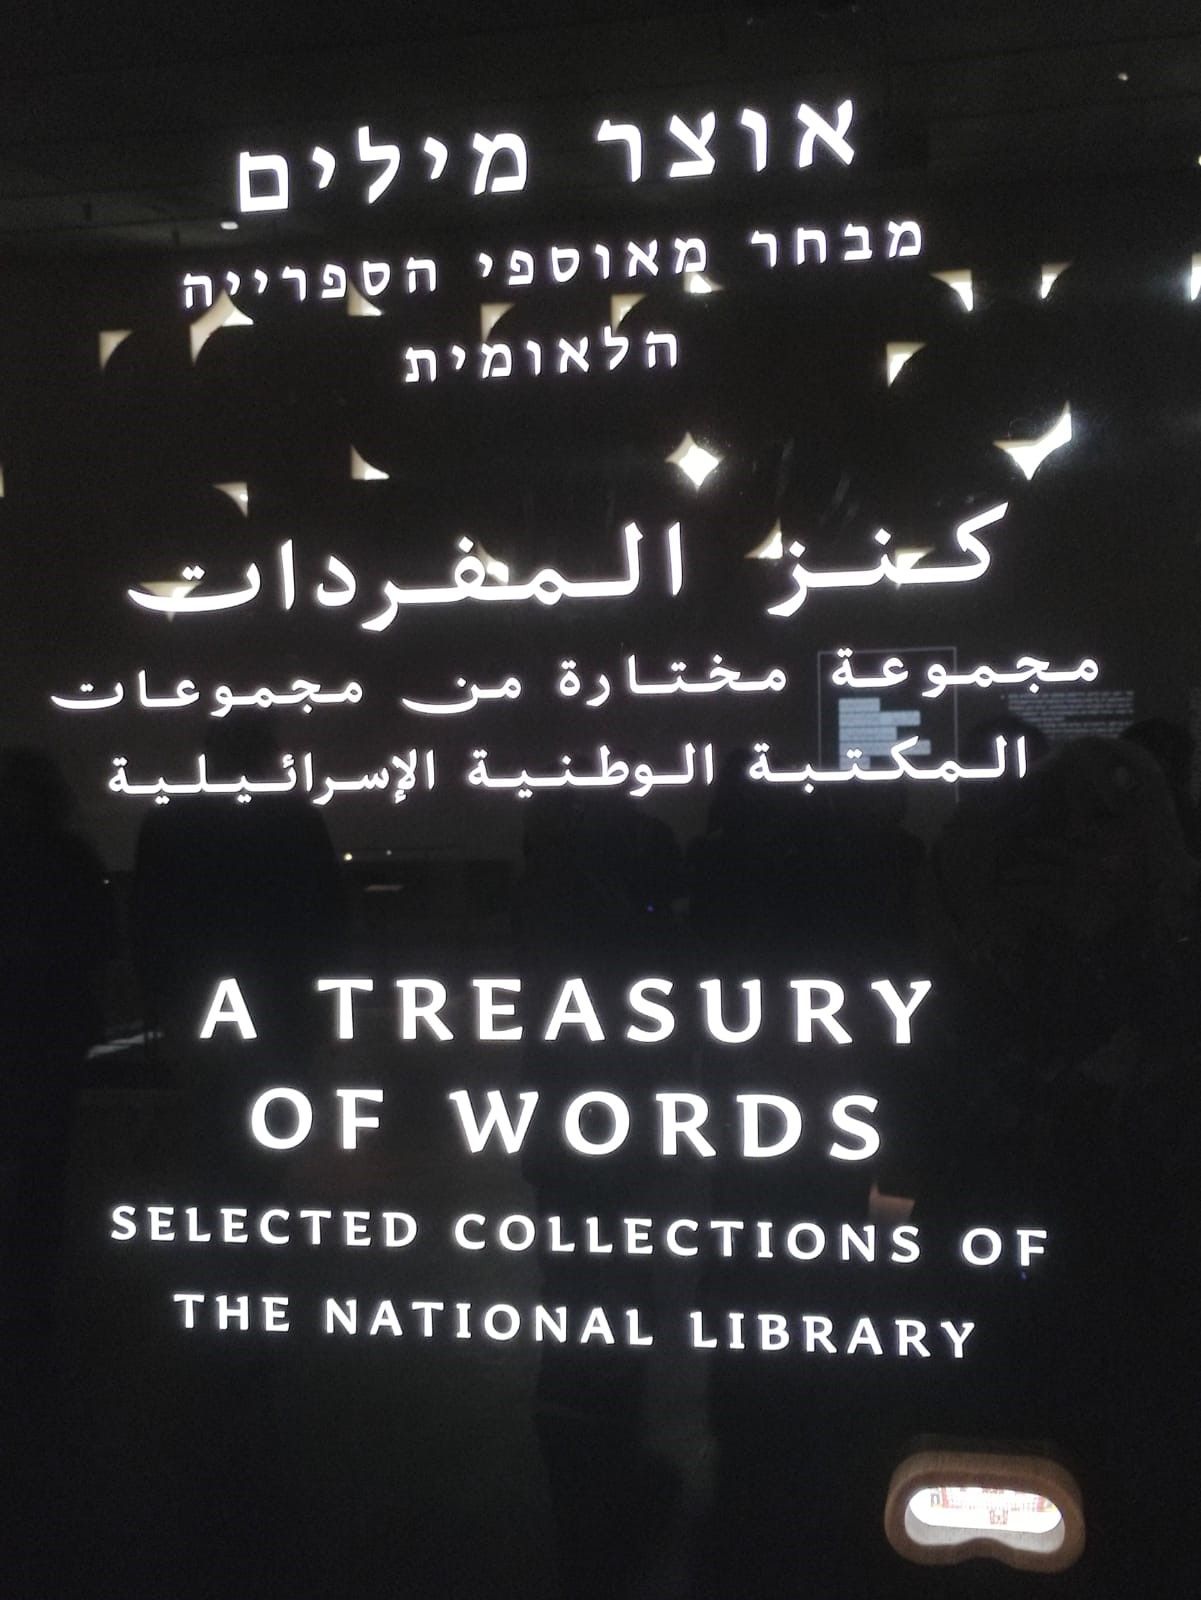 אוצר מילים
מבחר מאוספי הספרייה
הלאומית
كنز المفردات
مجموعة مختارة من مجموعات
المكتبة الوطنية الإسرائيلية
A TREASURY
OF WORDS
SELECTED COLLECTIONS OF
THE NATIONAL LIBRARY